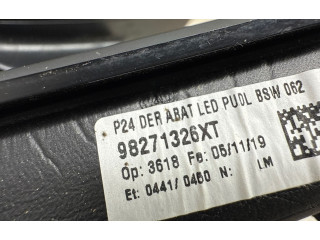 P24 DER ABAT LED PUDL BSW 062
98271326XT
Op: 3618 Fe: 05/11/19
Et: 0441/ 0460 N: LM